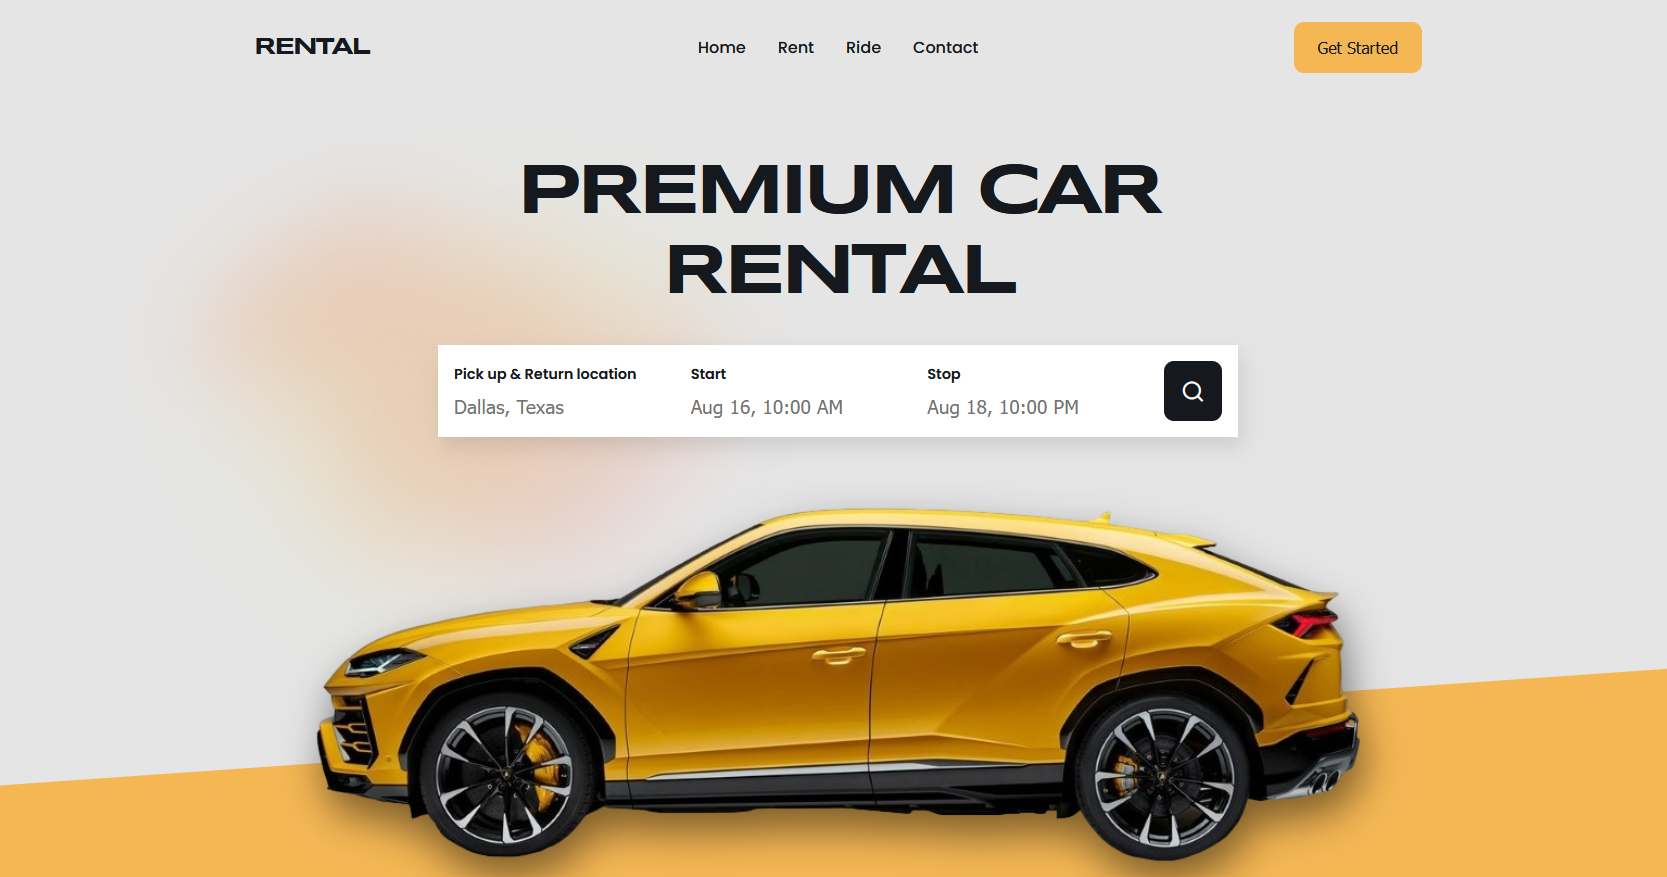 RENTAL
Home Rent Ride Contact
Get Started
PREMIUM CAR
RENTAL
Pick up & Return location
Dallas, Texas
Start
Aug 16, 10:00 AM
Stop
Aug 18, 10:00 PM